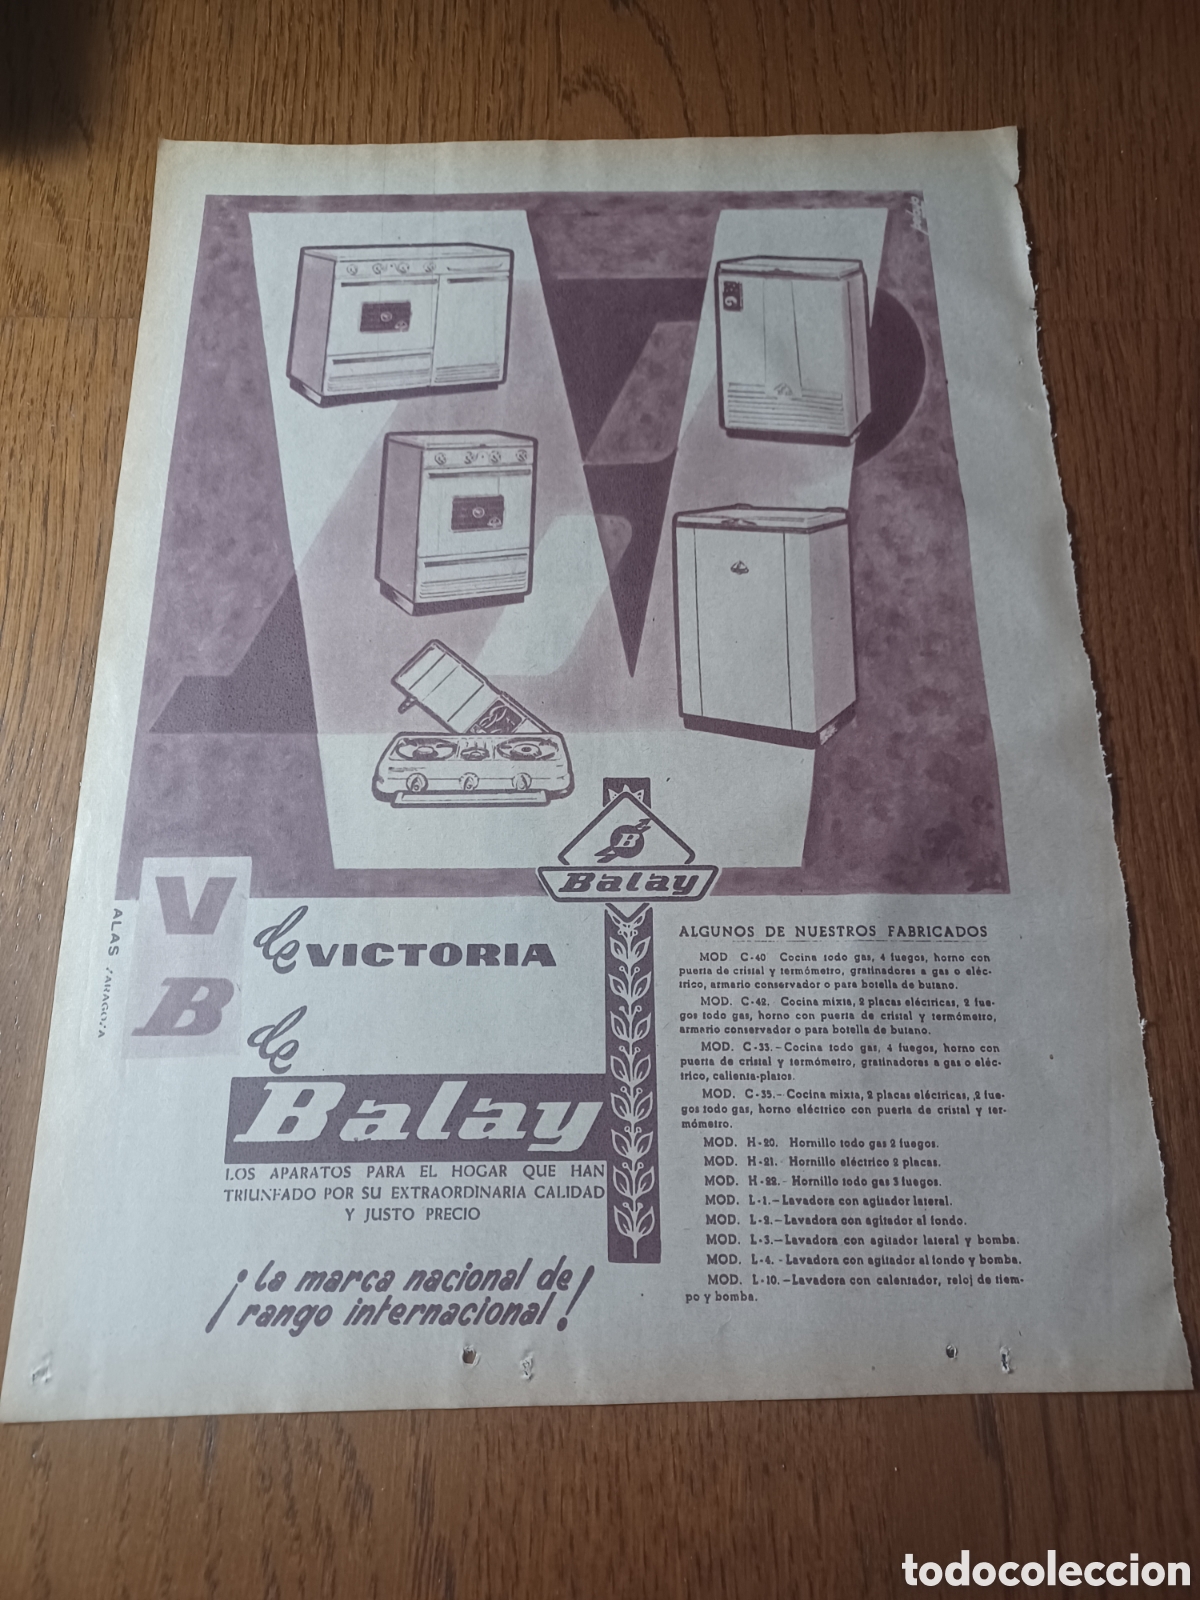 Balay
V de VICTORIA
B de
Balay
LOS APARATOS PARA EL HOGAR QUE HAN
TRIUNFADO POR SU EXTRAORDINARIA CALIDAD
Y JUSTO PRECIO
¡La marca nacional de
rango internacional!
ALAS ZARAGOZA
ALGUNOS DE NUESTROS FABRICADOS
MOD C-40 Cocina todo gas, 4 fuegos, horno con
puerta de cristal y termómetro, gratinadores a gas o eléc-
trico, armario conservador o para botella de butano.
MOD. C-42. Cocina mixta, 2 placas eléctricas, 2 fue-
gos todo gas, horno con puerta de cristal y termómetro,
armario conservador o para botella de butano.
MOD. C-33.-Cocina todo gas, 4 fuegos, horno con
puerta de cristal y termómetro, gratinadores a gas o eléc-
trico, calienta-platos.
MOD. C-35.-Cocina mixta, 2 placas eléctricas, 2 fue-
gos todo gas, horno eléctrico con puerta de cristal y ter-
mómetro.
MOD. H-20. Hornillo todo gas 2 fuegos.
MOD. H-21. Hornillo eléctrico 2 placas.
MOD. H-22.- Hornillo todo gas 3 fuegos.
MOD. L-1.-Lavadora con agitador lateral.
MOD. L-2.-Lavadora con agitador al fondo.
MOD. L-3.-Lavadora con agitador lateral y bomba.
MOD. L-4. -Lavadora con agitador al fondo y bomba.
MOD. L-10.-Lavadora con calentador, reloj de tiem-
po y bomba.
todocoleccion